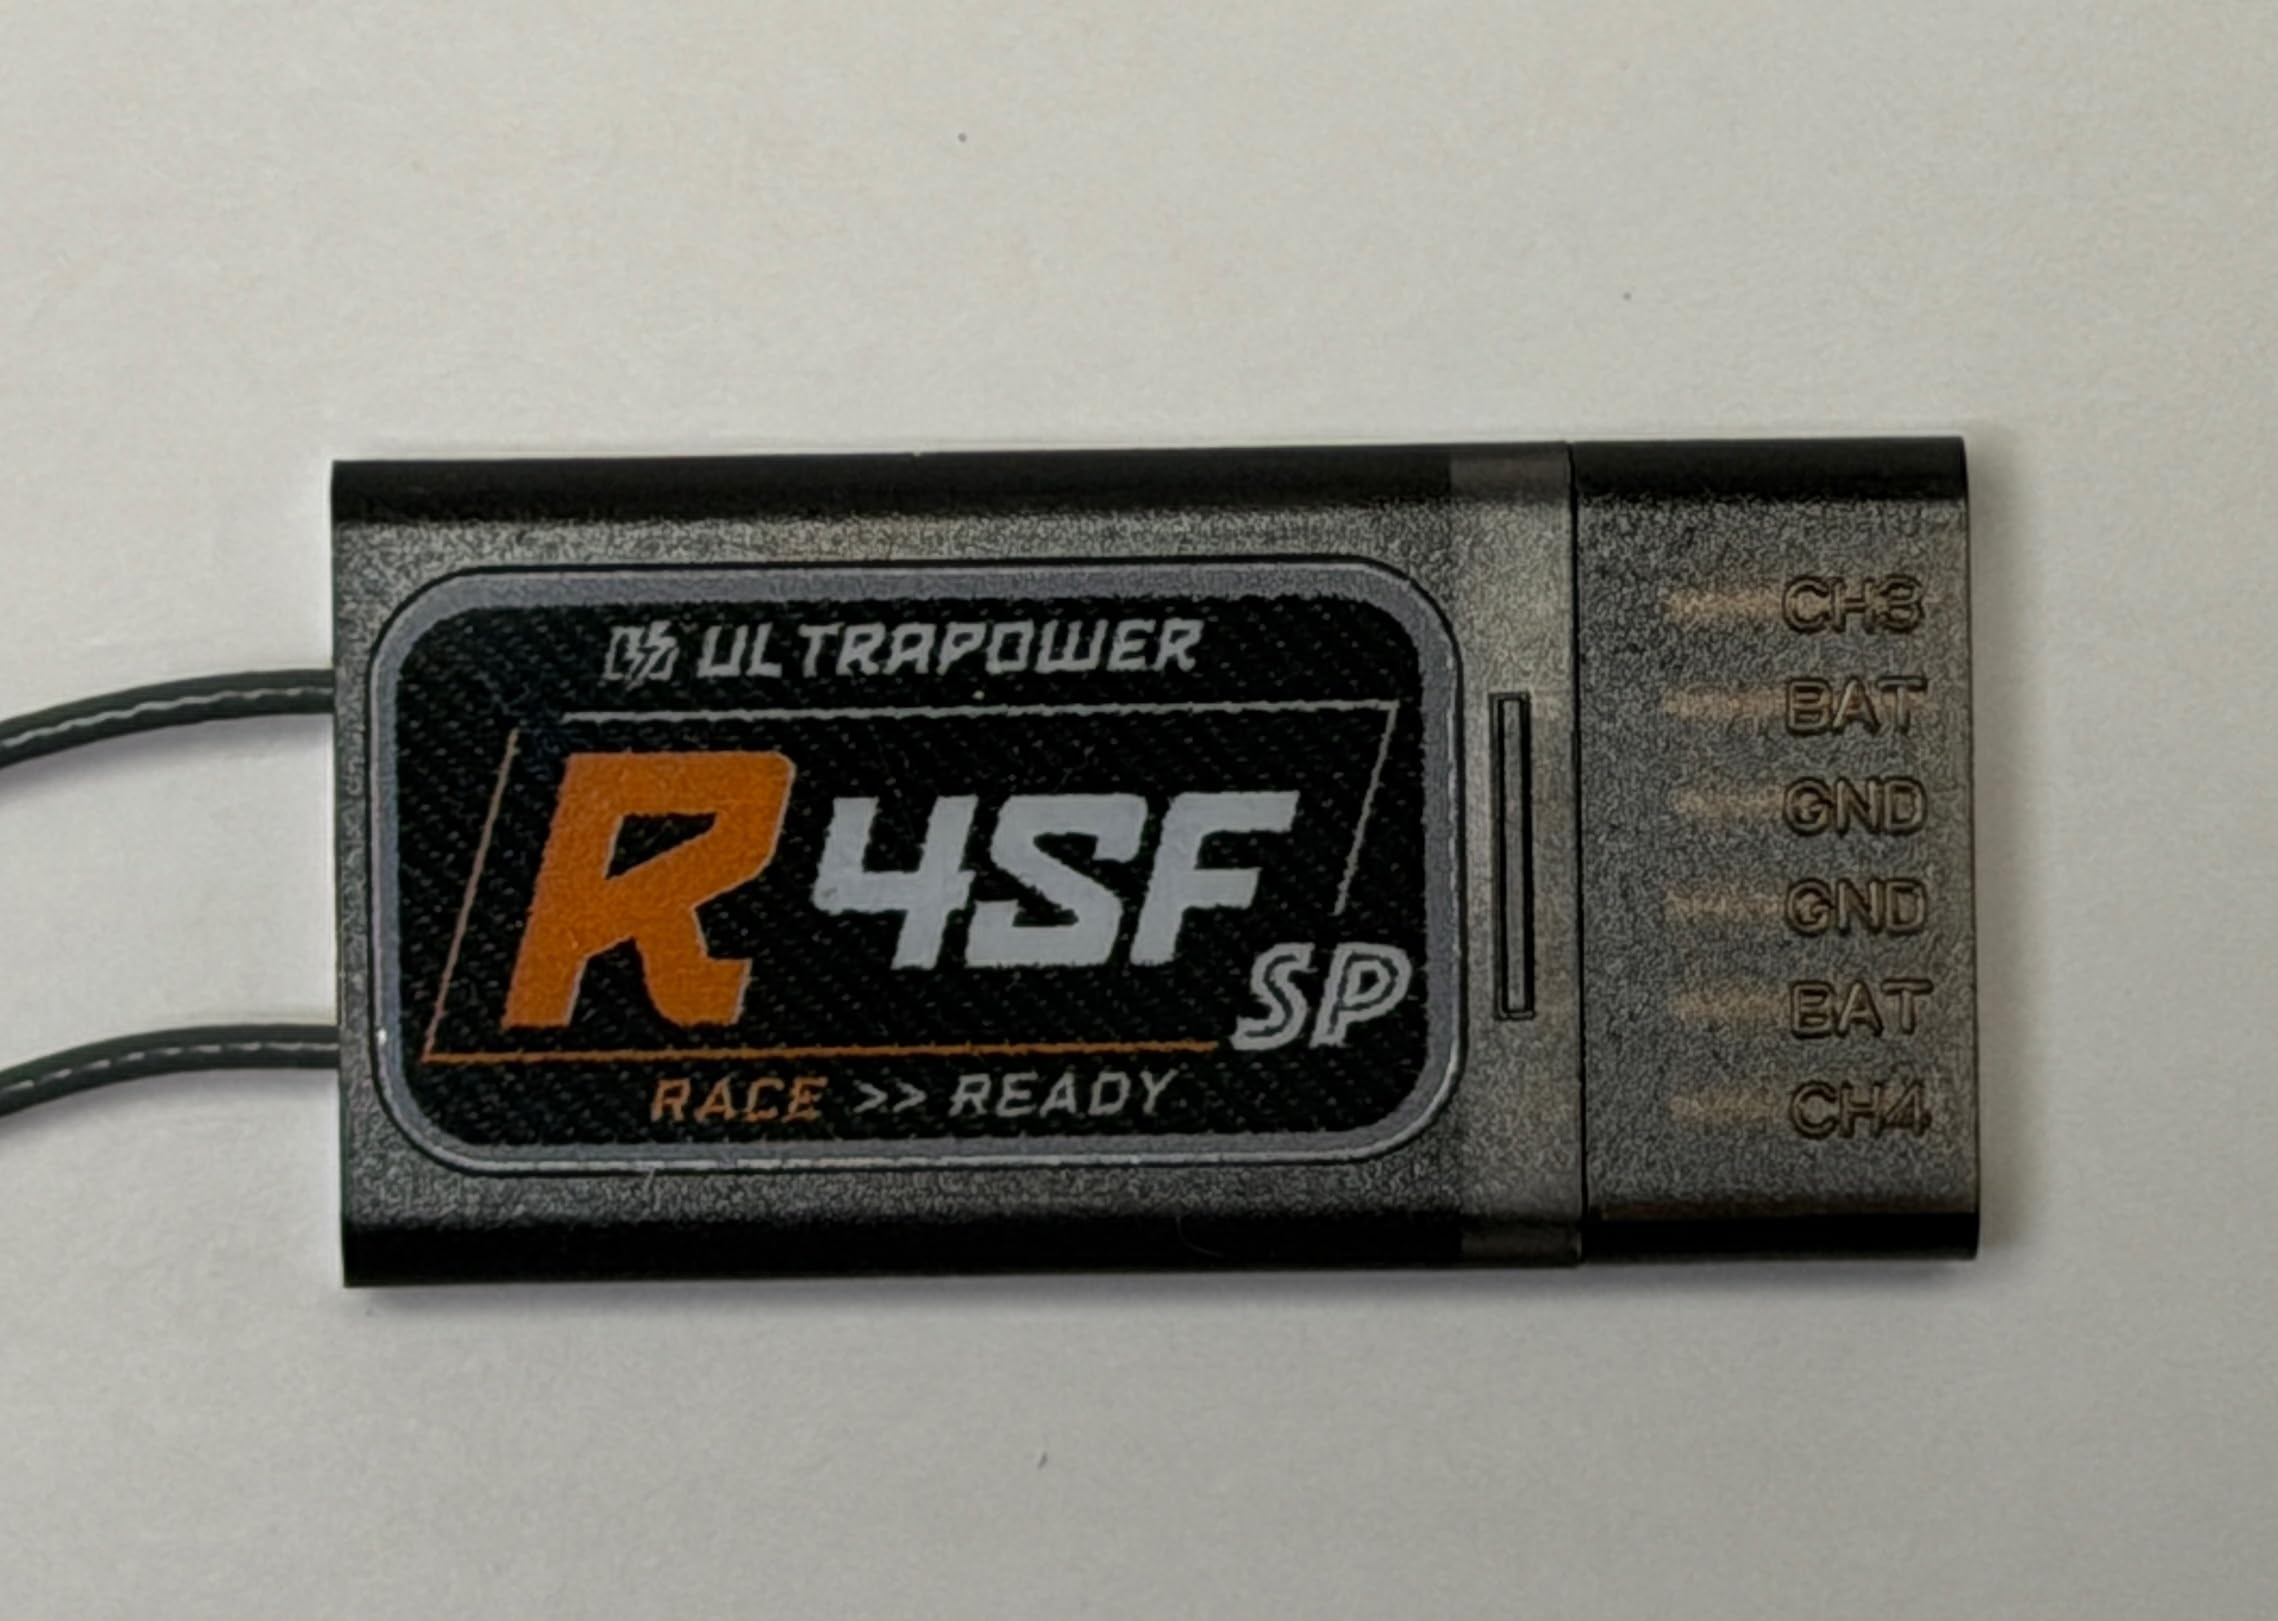 ULTRAPOWER
R4SF
SP
RACE >> READY
CH3
BAT
GND
GND
BAT
CH4